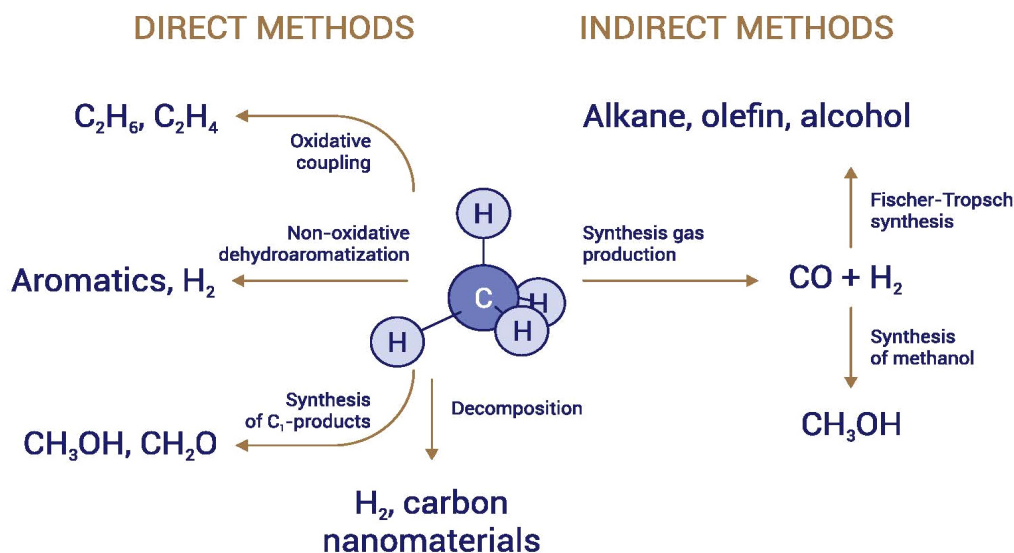 DIRECT METHODS
INDIRECT METHODS
C₂H₆, C₂H₄
Oxidative
coupling
Non-oxidative
dehydroaromatization
Aromatics, H₂
Synthesis
of C₁-products
CH₃OH, CH₂O
Decomposition
H₂, carbon
nanomaterials
H
C
H
H
H
Synthesis gas
production
Alkane, olefin, alcohol
Fischer-Tropsch
synthesis
CO + H₂
Synthesis
of methanol
CH₃OH